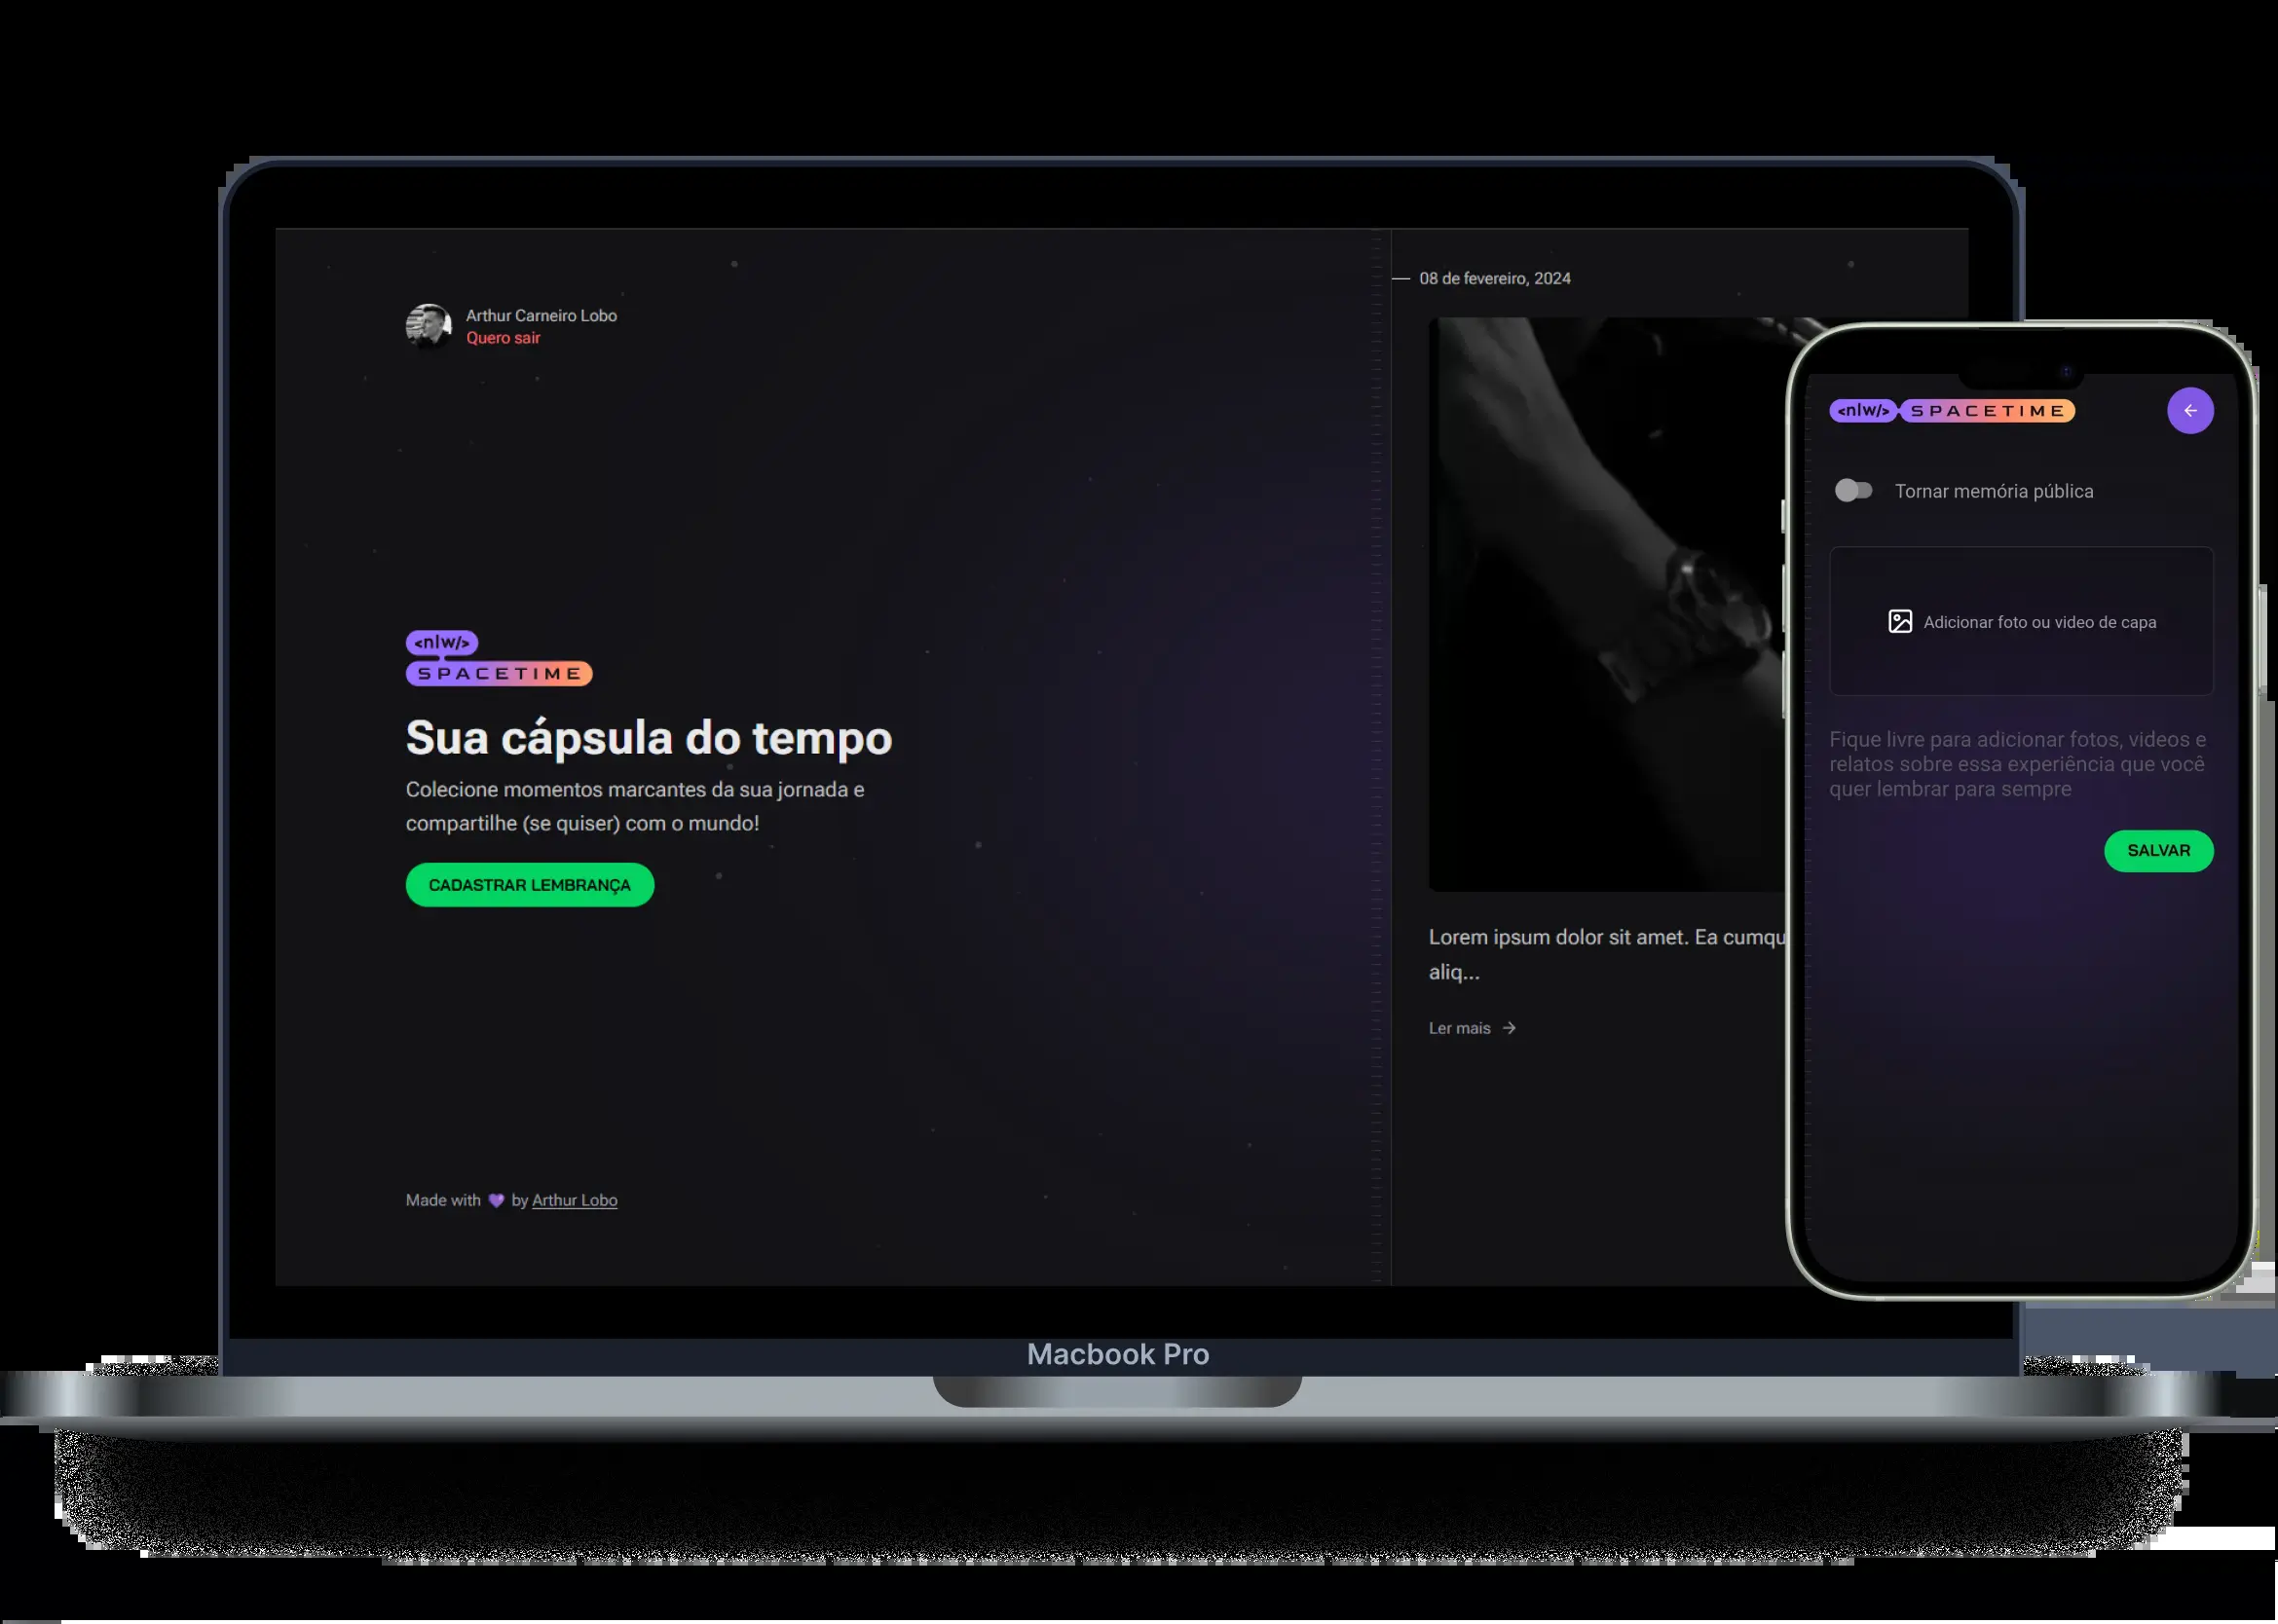 Arthur Carneiro Lobo
Quero sair
<nlw/>
SPACETIME
Sua cápsula do tempo
Colecione momentos marcantes da sua jornada e
compartilhe (se quiser) com o mundo!
CADASTRAR LEMBRANÇA
Made with 💜 by Arthur Lobo
08 de fevereiro, 2024
Lorem ipsum dolor sit amet. Ea cumqu
aliq...
Ler mais →
<nlw/> SPACETIME
Tornar memória pública
Adicionar foto ou video de capa
Fique livre para adicionar fotos, videos e
relatos sobre essa experiência que você
quer lembrar para sempre
SALVAR
Macbook Pro